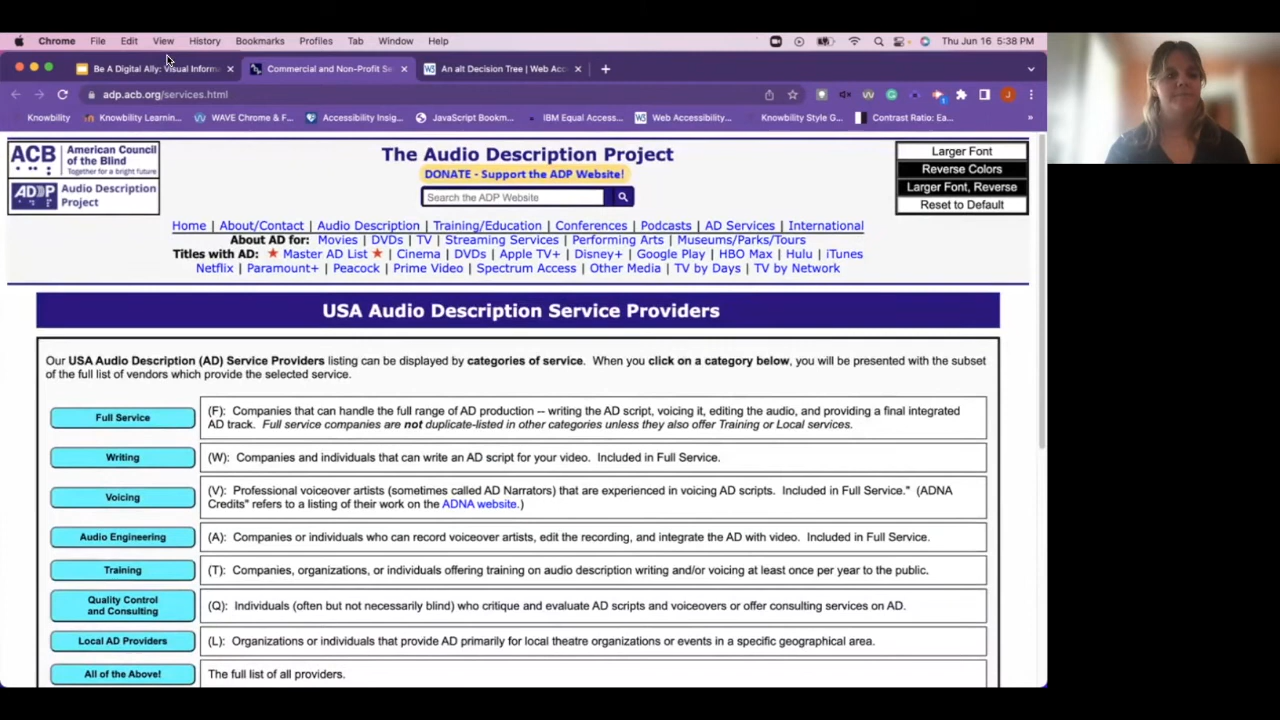 Chrome File Edit View History Bookmarks Profiles Tab Window Help Thu Jun 16 5:38 PM
Be A Digital Ally: Visual Inform Commercial and Non-Profit Se An alt Decision Tree | Web Acc
adp.acb.org/services.html
Knowbility Knowbility Learnin... WAVE Chrome & F... Accessibility Insig... JavaScript Bookm... IBM Equal Access... Web Accessibility... Knowbility Style G... Contrast Ratio: Ea... »
ACB American Council
of the Blind
Together for a bright future
ADP Audio Description
Project
The Audio Description Project
DONATE - Support the ADP Website!
Search the ADP Website
Larger Font
Reverse Colors
Larger Font, Reverse
Reset to Default
Home | About/Contact | Audio Description | Training/Education | Conferences | Podcasts | AD Services | International
About AD for: Movies | DVDs | TV | Streaming Services | Performing Arts | Museums/Parks/Tours
Titles with AD: ★ Master AD List ★ | Cinema | DVDs | Apple TV+ | Disney+ | Google Play | HBO Max | Hulu | iTunes
Netflix | Paramount+ | Peacock | Prime Video | Spectrum Access | Other Media | TV by Days | TV by Network
USA Audio Description Service Providers
Our USA Audio Description (AD) Service Providers listing can be displayed by categories of service. When you click on a category below, you will be presented with the subset
of the full list of vendors which provide the selected service.
Full Service
(F): Companies that can handle the full range of AD production -- writing the AD script, voicing it, editing the audio, and providing a final integrated
AD track. Full service companies are not duplicate-listed in other categories unless they also offer Training or Local services.
Writing
(W): Companies and individuals that can write an AD script for your video. Included in Full Service.
Voicing
(V): Professional voiceover artists (sometimes called AD Narrators) that are experienced in voicing AD scripts. Included in Full Service." (ADNA
Credits" refers to a listing of their work on the ADNA website.)
Audio Engineering
(A): Companies or individuals who can record voiceover artists, edit the recording, and integrate the AD with video. Included in Full Service.
Training
(T): Companies, organizations, or individuals offering training on audio description writing and/or voicing at least once per year to the public.
Quality Control
and Consulting
(Q): Individuals (often but not necessarily blind) who critique and evaluate AD scripts and voiceovers or offer consulting services on AD.
Local AD Providers
(L): Organizations or individuals that provide AD primarily for local theatre organizations or events in a specific geographical area.
All of the Above!
The full list of all providers.